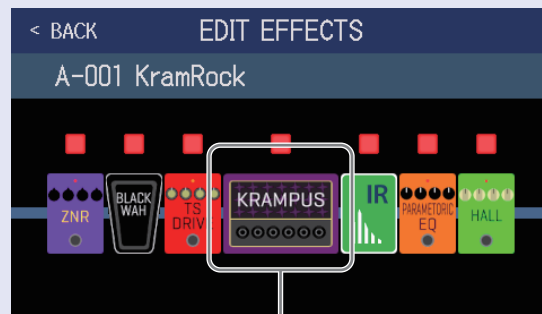 < BACK EDIT EFFECTS
A-001 KramRock
ZNR
BLACK
WAH
TS
DRIVE
KRAMPUS
IR
PARAMETORIC
EQ
HALL